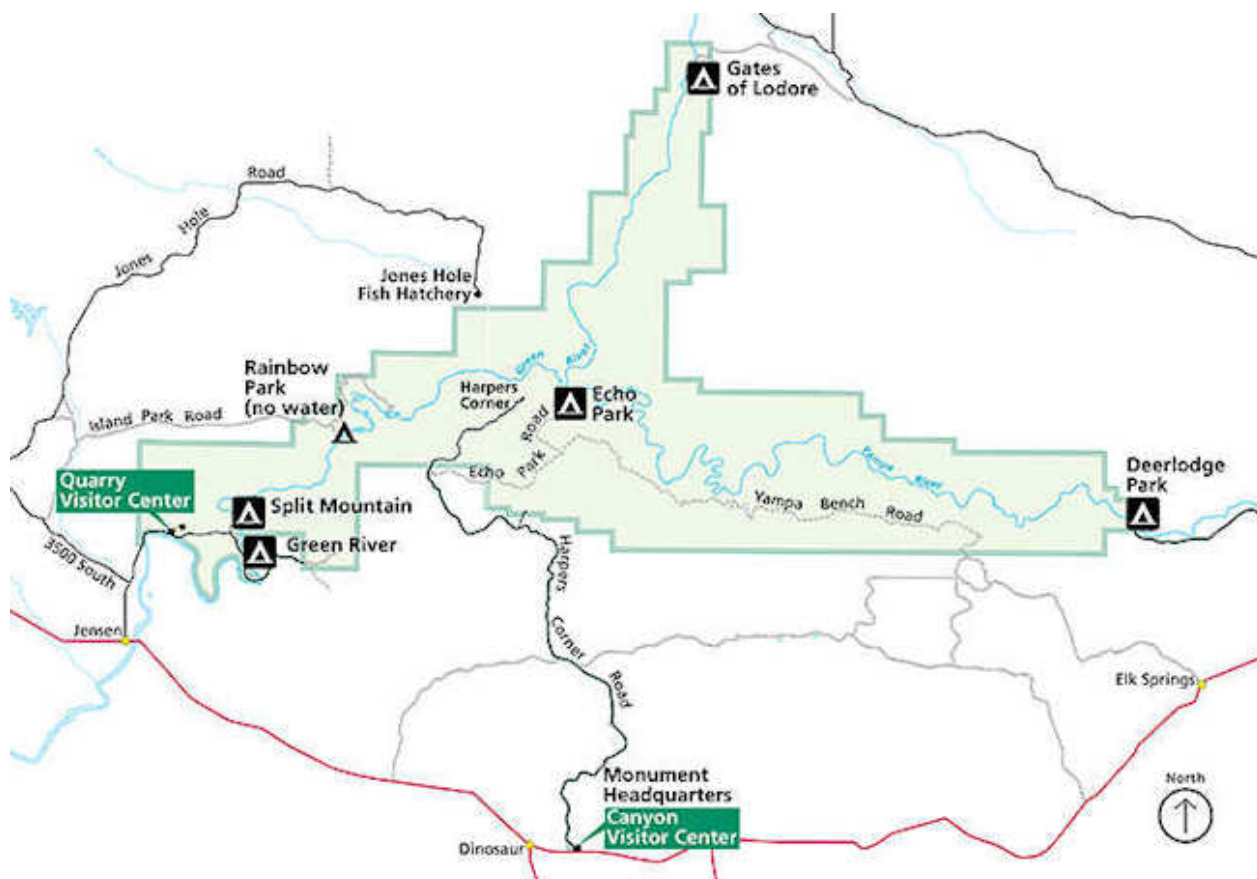 Gates
of Lodore
Road
Hole
Jones
Jones Hole
Fish Hatchery
Green River
Rainbow
Park
(no water)
Harpers
Corner
Echo
Park
Island Park Road
Echo Park Road
Quarry
Visitor Center
Split Mountain
Green River
Yampa River
Yampa Bench Road
Deerlodge
Park
3500 South
Harpers Corner Road
Jensen
Elk Springs
Monument
Headquarters
Canyon
Visitor Center
Dinosaur
North